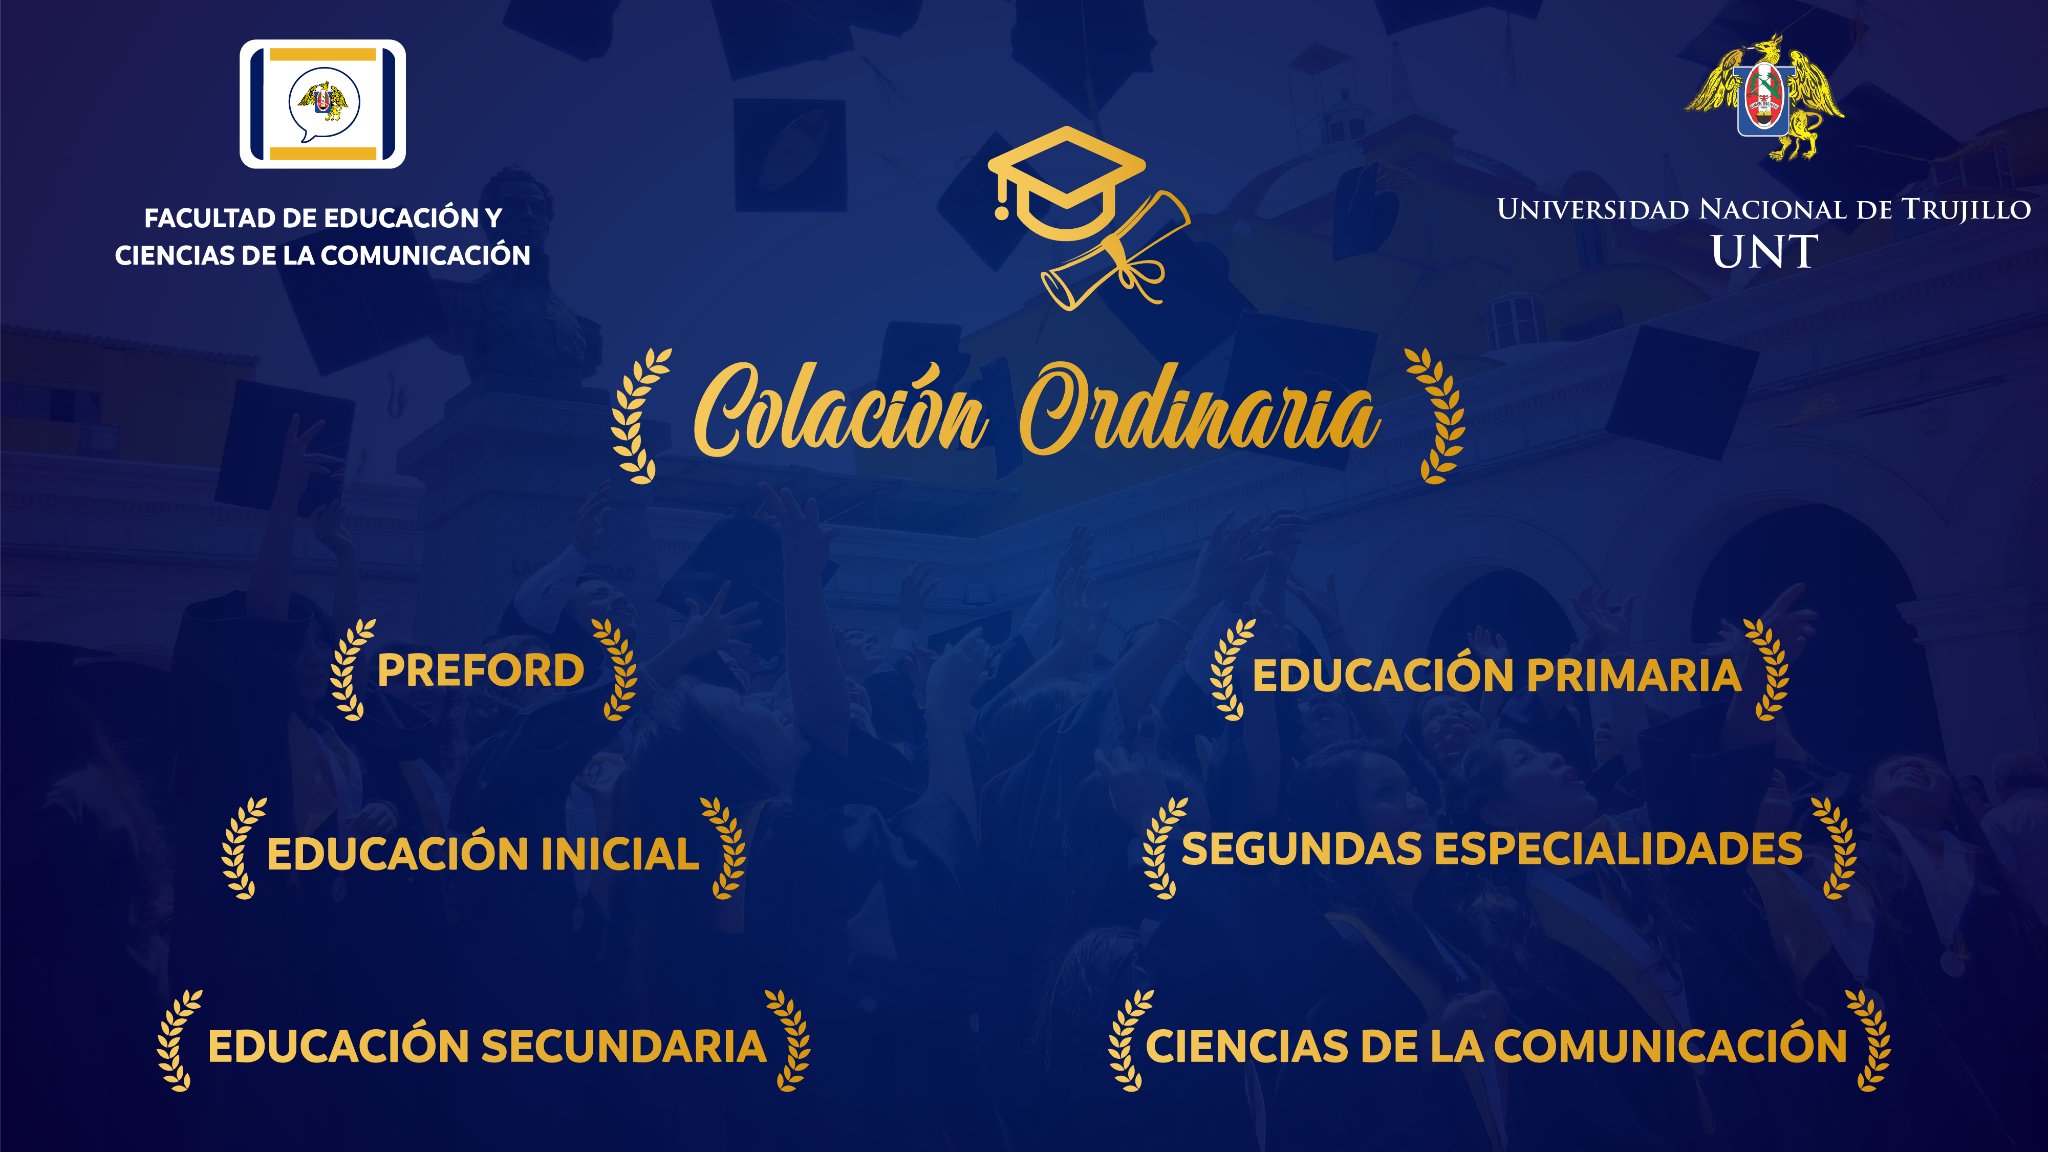 FACULTAD DE EDUCACIÓN Y
CIENCIAS DE LA COMUNICACIÓN
UNIVERSIDAD NACIONAL DE TRUJILLO
UNT
Colación Ordinaria
PREFORD
EDUCACIÓN PRIMARIA
EDUCACIÓN INICIAL
SEGUNDAS ESPECIALIDADES
EDUCACIÓN SECUNDARIA
CIENCIAS DE LA COMUNICACIÓN